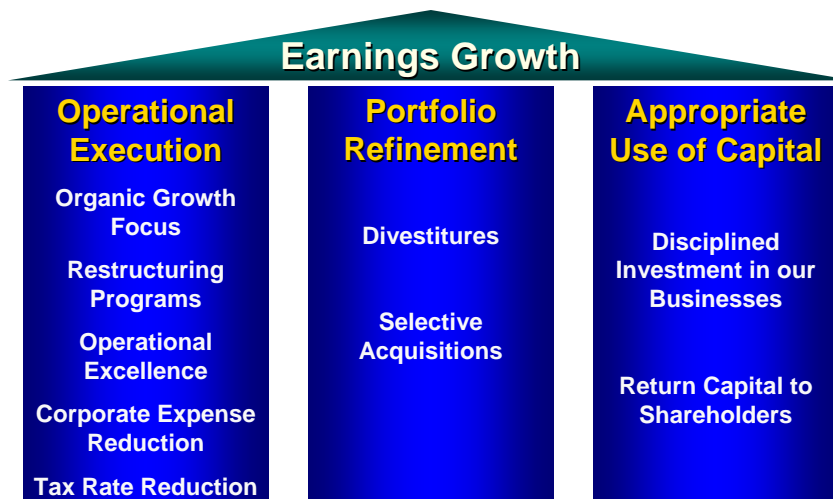 Earnings Growth
Operational
Execution
Organic Growth
Focus
Restructuring
Programs
Operational
Excellence
Corporate Expense
Reduction
Tax Rate Reduction
Portfolio
Refinement
Divestitures
Selective
Acquisitions
Appropriate
Use of Capital
Disciplined
Investment in our
Businesses
Return Capital to
Shareholders